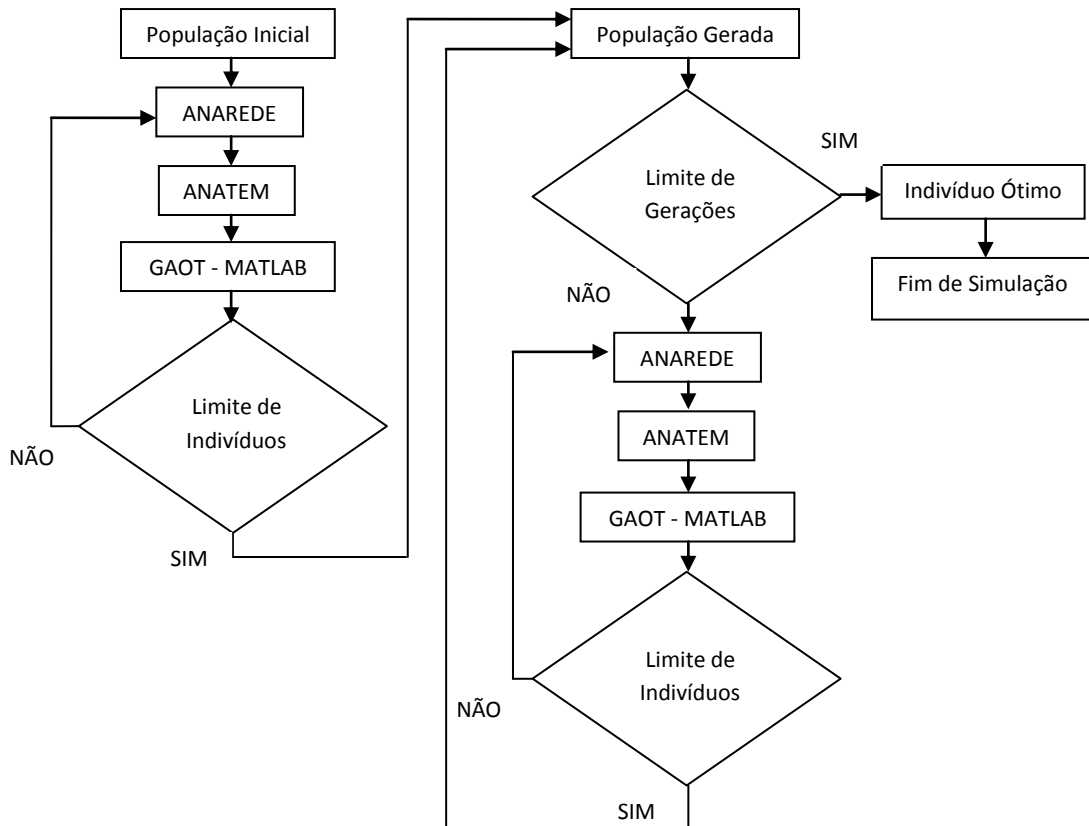 População Inicial
ANAREDE
ANATEM
GAOT - MATLAB
Limite de
Indivíduos
NÃO
SIM
População Gerada
Limite de
Gerações
SIM
Indivíduo Ótimo
Fim de Simulação
NÃO
ANAREDE
ANATEM
GAOT - MATLAB
Limite de
Indivíduos
NÃO
SIM